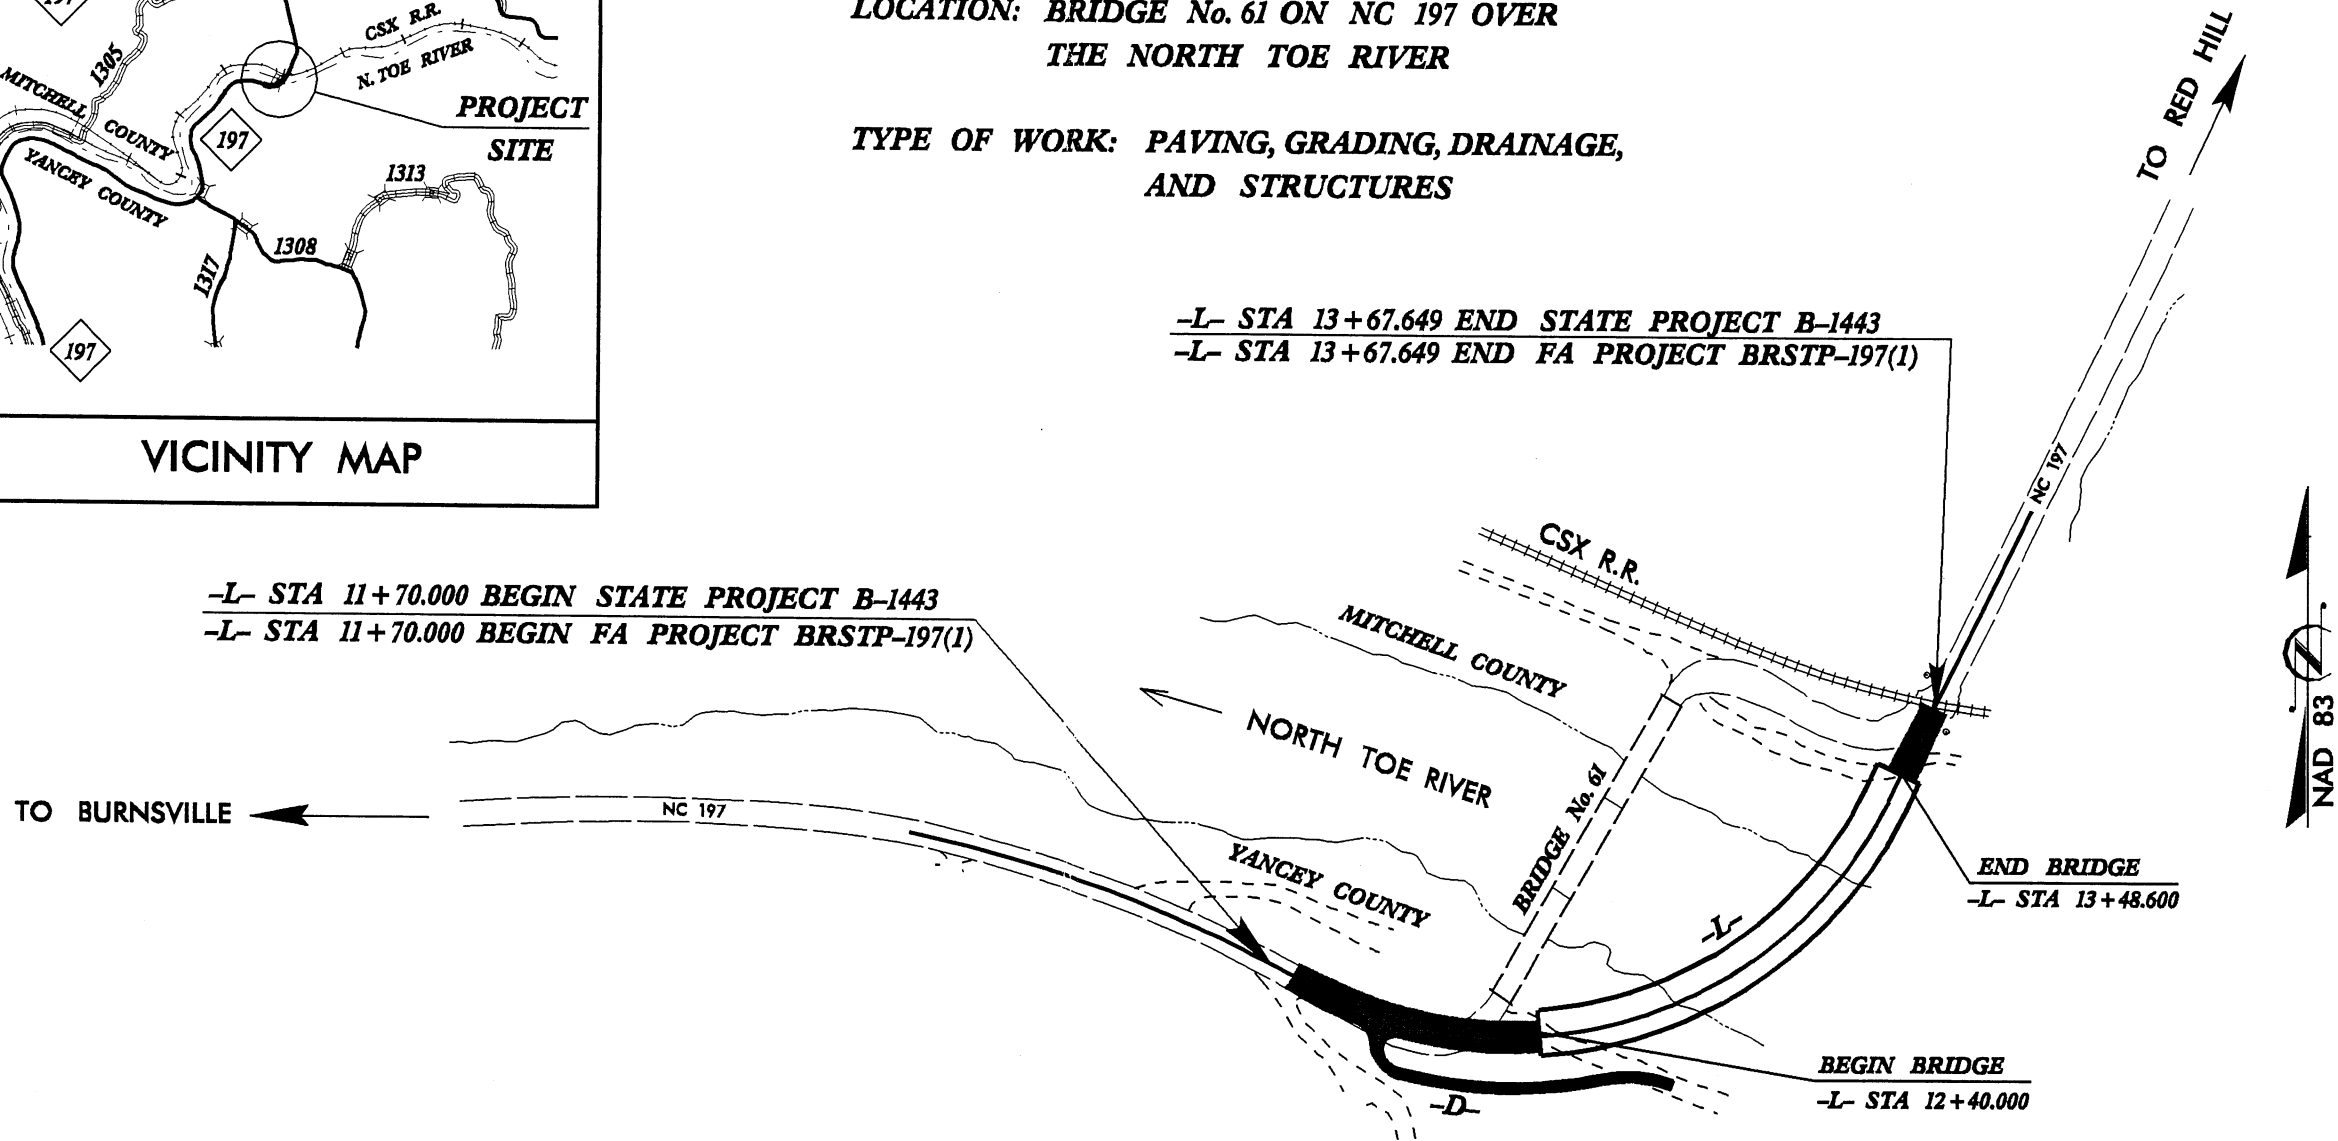 197
CSX R.R.
N. TOE RIVER
1305
MITCHELL COUNTY
PROJECT
SITE
197
YANCEY COUNTY
1313
1308
1317
197
VICINITY MAP
LOCATION: BRIDGE No. 61 ON NC 197 OVER
THE NORTH TOE RIVER
TYPE OF WORK: PAVING, GRADING, DRAINAGE,
AND STRUCTURES
TO RED HILL
-L- STA 13+67.649 END STATE PROJECT B-1443
-L- STA 13+67.649 END FA PROJECT BRSTP-197(1)
NC 197
CSX R.R.
-L- STA 11+70.000 BEGIN STATE PROJECT B-1443
-L- STA 11+70.000 BEGIN FA PROJECT BRSTP-197(1)
MITCHELL COUNTY
NORTH TOE RIVER
NAD 83
TO BURNSVILLE
NC 197
BRIDGE No. 61
YANCEY COUNTY
END BRIDGE
-L- STA 13+48.600
-L-
BEGIN BRIDGE
-L- STA 12+40.000
-D-